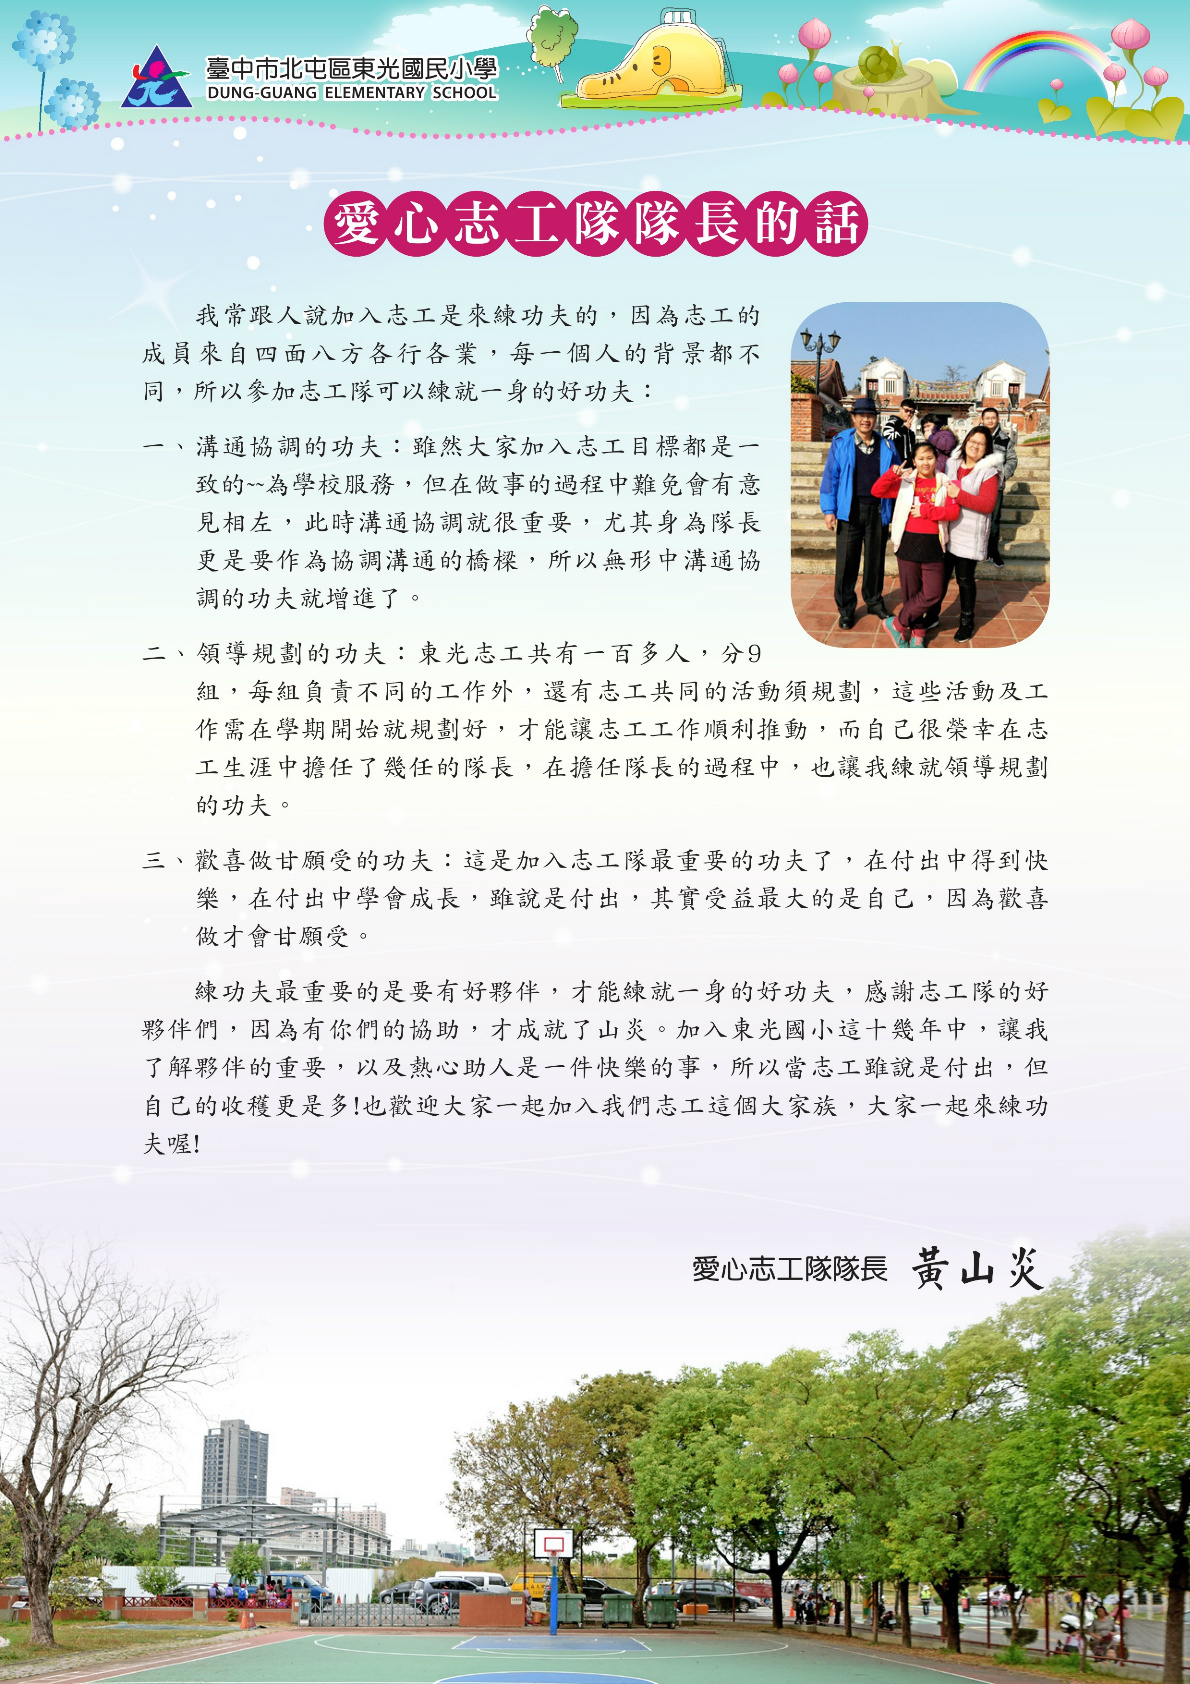 臺中市北屯區東光國民小學
DUNG-GUANG ELEMENTARY SCHOOL
愛心志工隊隊長的話
我常跟人說加入志工是來練功夫的，因為志工的
成員來自四面八方各行各業，每一個人的背景都不
同，所以參加志工隊可以練就一身的好功夫：
一、溝通協調的功夫：雖然大家加入志工目標都是一
致的~~為學校服務，但在做事的過程中難免會有意
見相左，此時溝通協調就很重要，尤其身為隊長
更是要作為協調溝通的橋樑，所以無形中溝通協
調的功夫就增進了。
二、領導規劃的功夫：東光志工共有一百多人，分9
組，每組負責不同的工作外，還有志工共同的活動須規劃，這些活動及工
作需在學期開始就規劃好，才能讓志工工作順利推動，而自己很榮幸在志
工生涯中擔任了幾任的隊長，在擔任隊長的過程中，也讓我練就領導規劃
的功夫。
三、歡喜做甘願受的功夫：這是加入志工隊最重要的功夫了，在付出中得到快
樂，在付出中學會成長，雖說是付出，其實受益最大的是自己，因為歡喜
做才會甘願受。
練功夫最重要的是要有好夥伴，才能練就一身的好功夫，感謝志工隊的好
夥伴們，因為有你們的協助，才成就了山炎。加入東光國小這十幾年中，讓我
了解夥伴的重要，以及熱心助人是一件快樂的事，所以當志工雖說是付出，但
自己的收穫更是多!也歡迎大家一起加入我們志工這個大家族，大家一起來練功
夫喔!
愛心志工隊隊長 黃山炎